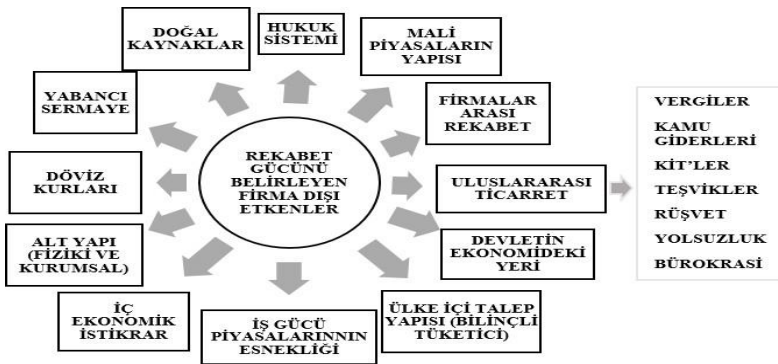 HUKUK
SİSTEMİ
DOĞAL
KAYNAKLAR
MALİ
PİYASALARIN
YAPISI
YABANCI
SERMAYE
FİRMALAR
ARASI
REKABET
DÖVİZ
KURLARI
REKABET
GÜCÜNÜ
BELİRLEYEN
FİRMA DIŞI
ETKENLER
ULUSLARARASI
TİCARRET
VERGİLER
KAMU
GİDERLERİ
KİT’LER
TEŞVİKLER
RÜŞVET
YOLSUZLUK
BÜROKRASİ
ALT YAPI
(FİZİKİ VE
KURUMSAL)
DEVLETİN
EKONOMİDEKİ
YERİ
İÇ
EKONOMİK
İSTİKRAR
İŞ GÜCÜ
PİYASALARINNIN
ESNEKLİĞİ
ÜLKE İÇİ TALEP
YAPISI (BİLİNÇLİ
TÜKETİCİ)